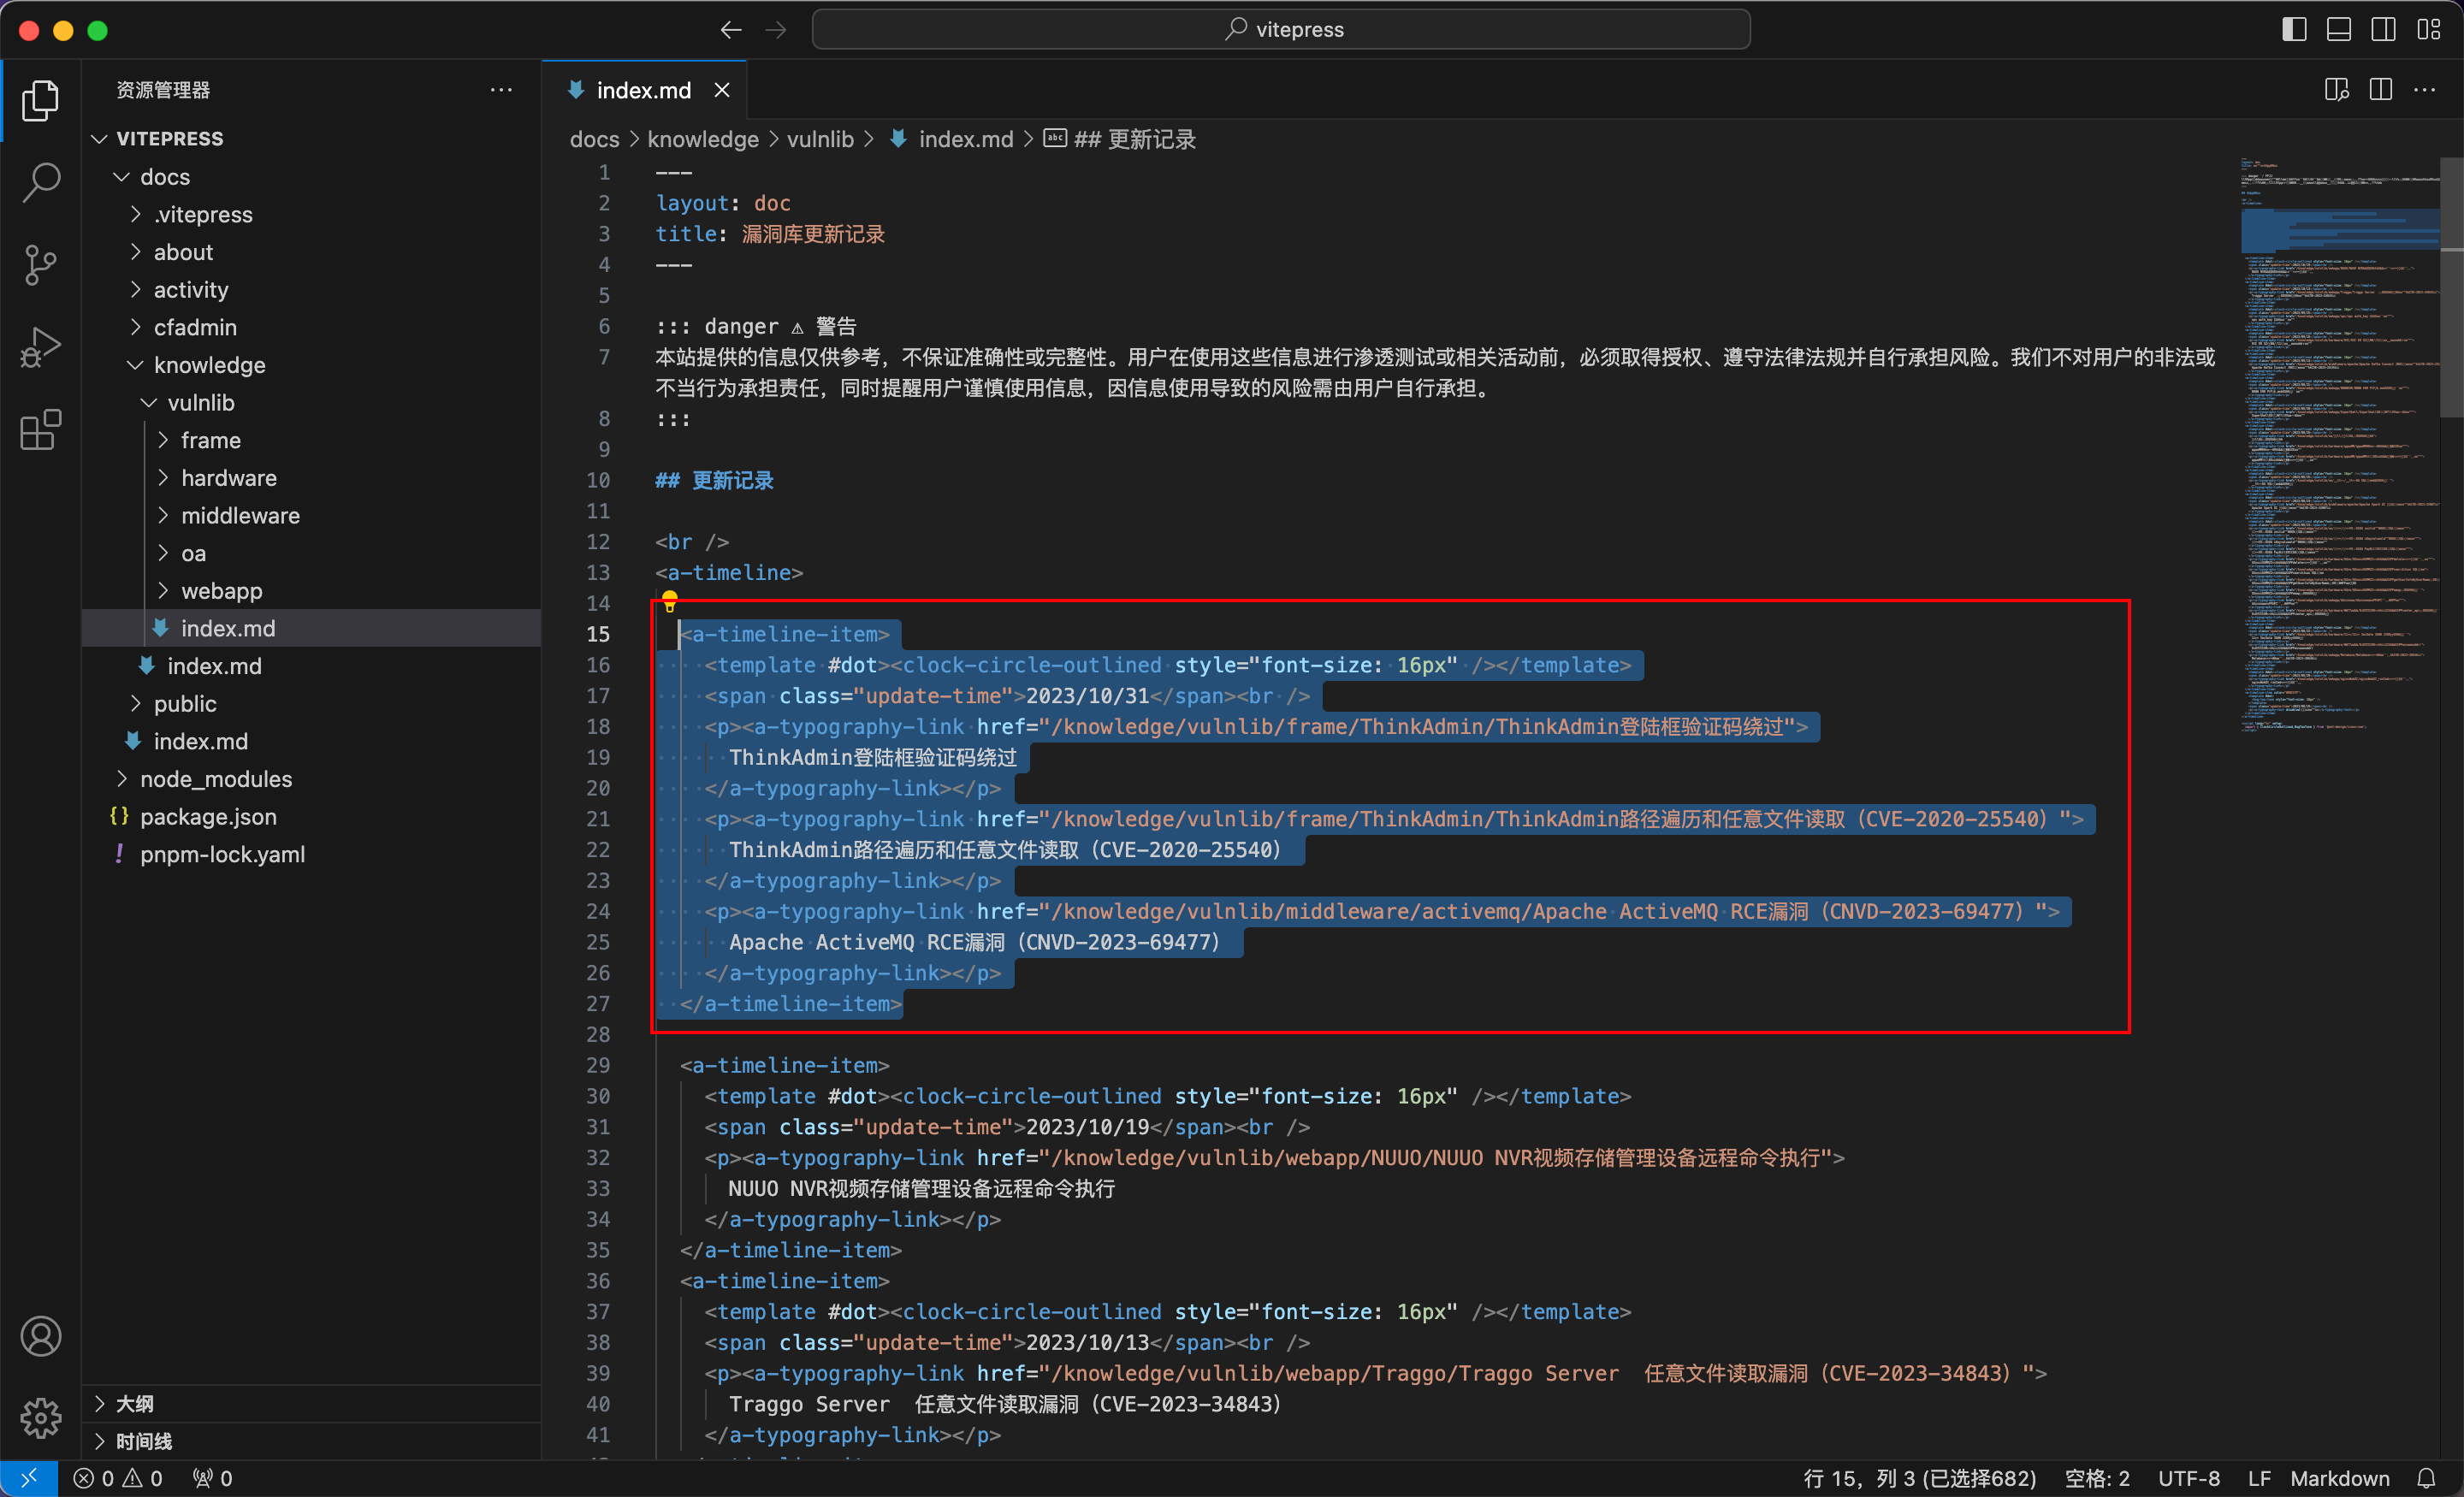 vitepress
资源管理器
VITEPRESS
docs
.vitepress
about
activity
cfadmin
knowledge
vulnlib
frame
hardware
middleware
oa
webapp
index.md
index.md
public
index.md
node_modules
{} package.json
! pnpm-lock.yaml
大纲
时间线
index.md
docs > knowledge > vulnlib > index.md > abc ## 更新记录
1 ---
2 layout: doc
3 title: 漏洞库更新记录
4 ---
5
6 ::: danger ⚠ 警告
7 本站提供的信息仅供参考，不保证准确性或完整性。用户在使用这些信息进行渗透测试或相关活动前，必须取得授权、遵守法律法规并自行承担风险。我们不对用户的非法或
不当行为承担责任，同时提醒用户谨慎使用信息，因信息使用导致的风险需由用户自行承担。
8 :::
9
10 ## 更新记录
11
12 <br />
13 <a-timeline>
14
15 <a-timeline-item>
16 <template #dot><clock-circle-outlined style="font-size: 16px" /></template>
17 <span class="update-time">2023/10/31</span><br />
18 <p><a-typography-link href="/knowledge/vulnlib/frame/ThinkAdmin/ThinkAdmin登陆框验证码绕过">
19 ThinkAdmin登陆框验证码绕过
20 </a-typography-link></p>
21 <p><a-typography-link href="/knowledge/vulnlib/frame/ThinkAdmin/ThinkAdmin路径遍历和任意文件读取（CVE-2020-25540）">
22 ThinkAdmin路径遍历和任意文件读取（CVE-2020-25540）
23 </a-typography-link></p>
24 <p><a-typography-link href="/knowledge/vulnlib/middleware/activemq/Apache ActiveMQ RCE漏洞（CNVD-2023-69477）">
25 Apache ActiveMQ RCE漏洞（CNVD-2023-69477）
26 </a-typography-link></p>
27 </a-timeline-item>
28
29 <a-timeline-item>
30 <template #dot><clock-circle-outlined style="font-size: 16px" /></template>
31 <span class="update-time">2023/10/19</span><br />
32 <p><a-typography-link href="/knowledge/vulnlib/webapp/NUUO/NUUO NVR视频存储管理设备远程命令执行">
33 NUUO NVR视频存储管理设备远程命令执行
34 </a-typography-link></p>
35 </a-timeline-item>
36 <a-timeline-item>
37 <template #dot><clock-circle-outlined style="font-size: 16px" /></template>
38 <span class="update-time">2023/10/13</span><br />
39 <p><a-typography-link href="/knowledge/vulnlib/webapp/Traggo/Traggo Server  任意文件读取漏洞（CVE-2023-34843）">
40 Traggo Server  任意文件读取漏洞（CVE-2023-34843）
41 </a-typography-link></p>
0 0 0
行 15，列 3 (已选择682) 空格: 2 UTF-8 LF Markdown